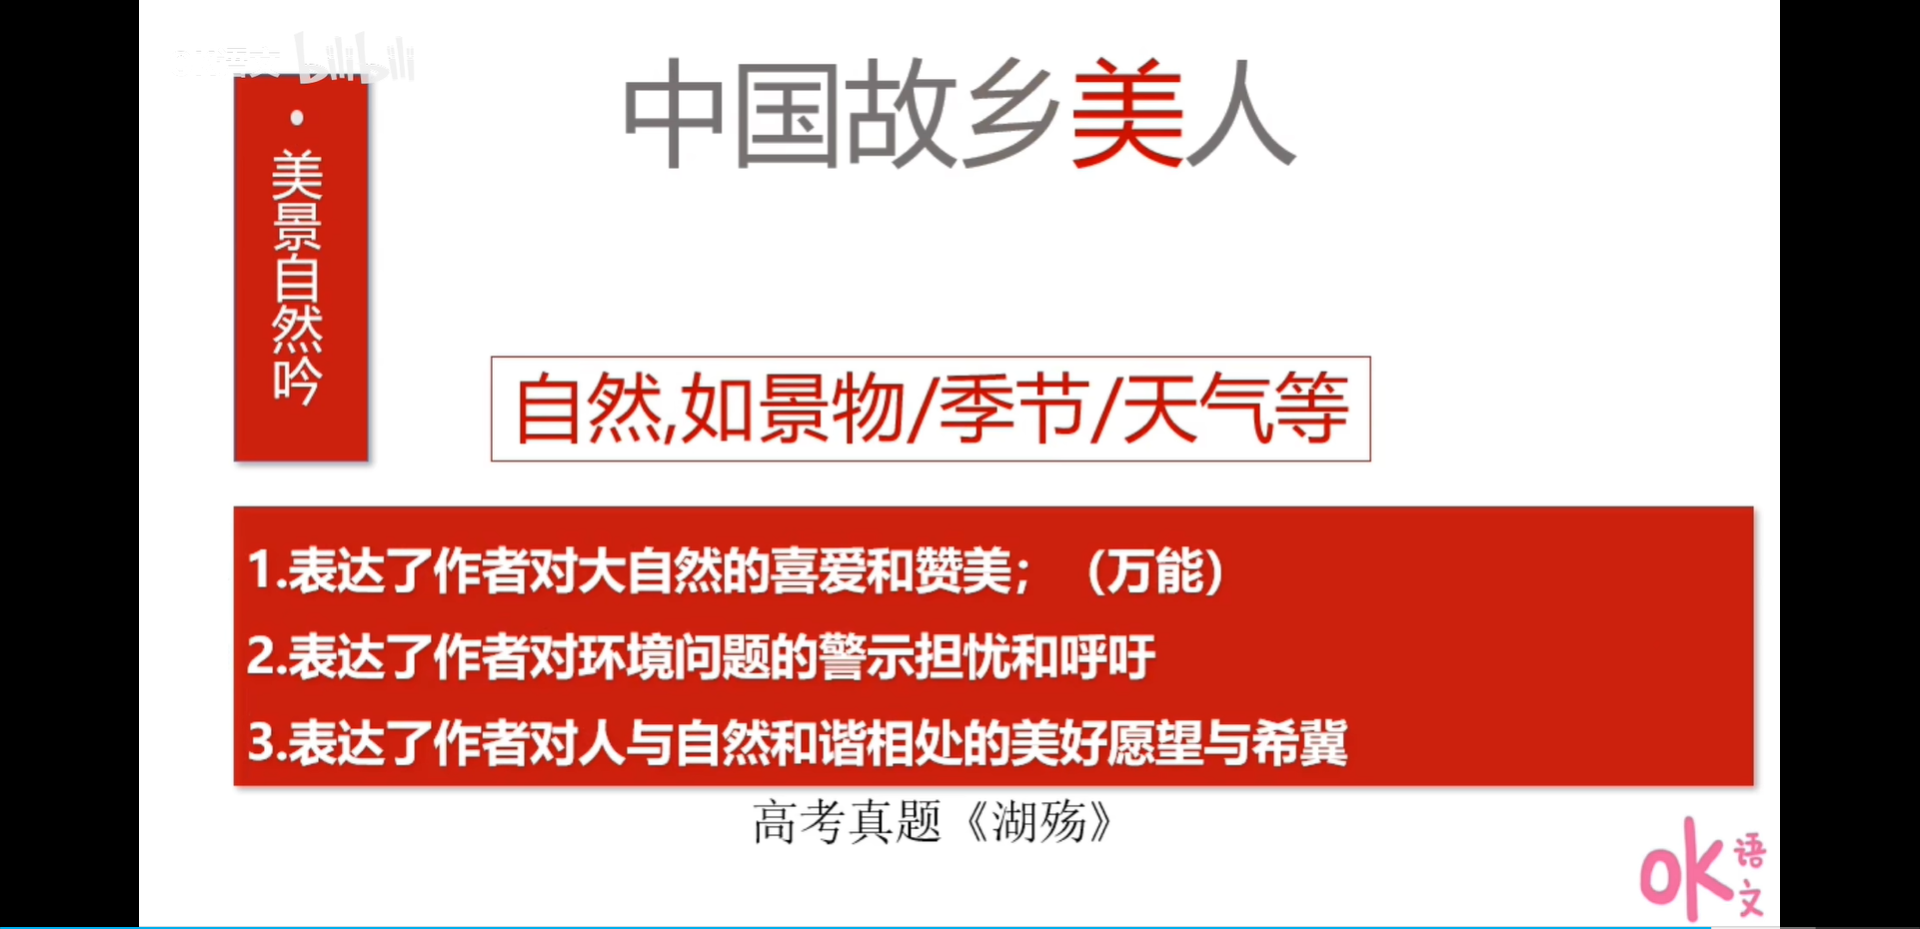 bilibili
中国故乡美人
·美景自然吟
自然,如景物/季节/天气等
1.表达了作者对大自然的喜爱和赞美；（万能）
2.表达了作者对环境问题的警示担忧和呼吁
3.表达了作者对人与自然和谐相处的美好愿望与希冀
高考真题《湖殇》
ok语文